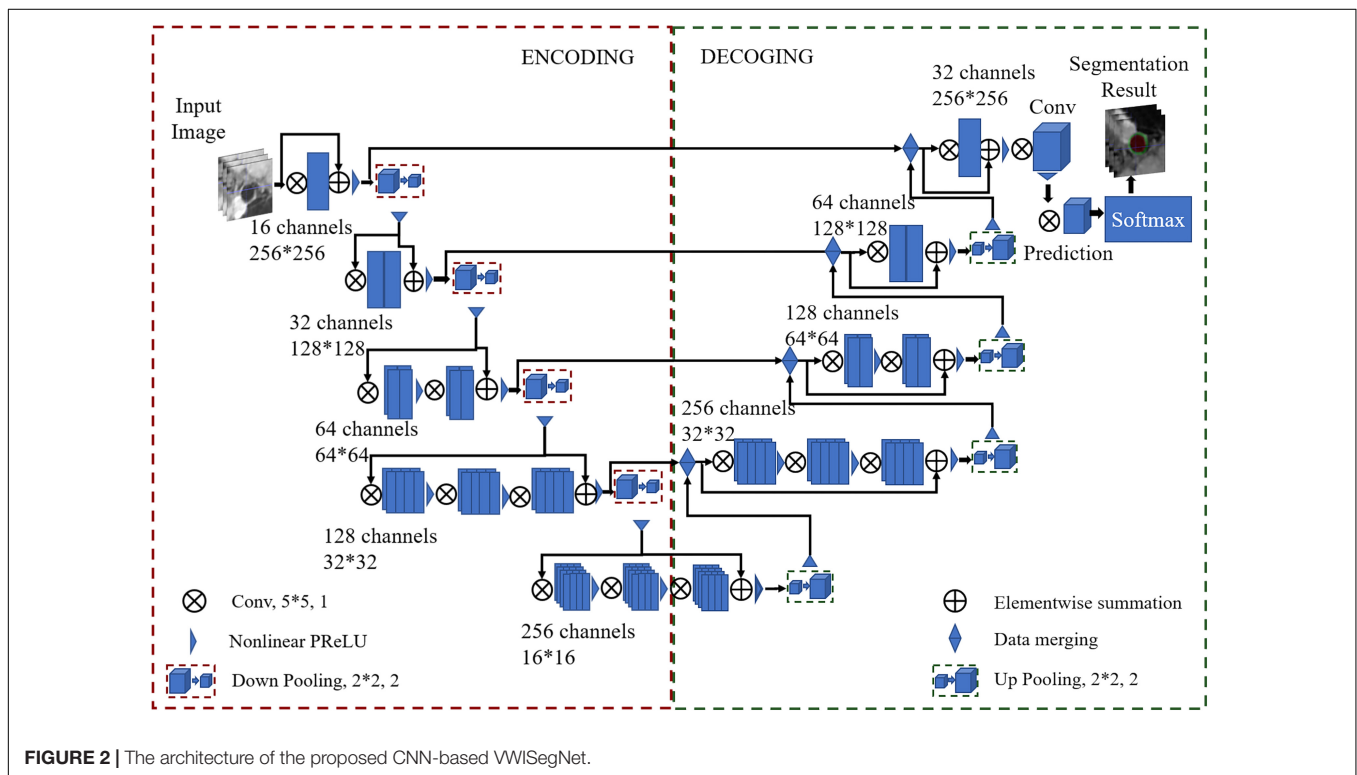 ENCODING
DECOGING
Input
Image
16 channels
256*256
32 channels
128*128
64 channels
64*64
128 channels
32*32
256 channels
16*16
256 channels
32*32
128 channels
64*64
64 channels
128*128
32 channels
256*256
Conv
Segmentation
Result
Softmax
Prediction
Conv, 5*5, 1
Nonlinear PReLU
Down Pooling, 2*2, 2
Elementwise summation
Data merging
Up Pooling, 2*2, 2
FIGURE 2 | The architecture of the proposed CNN-based VWISegNet.